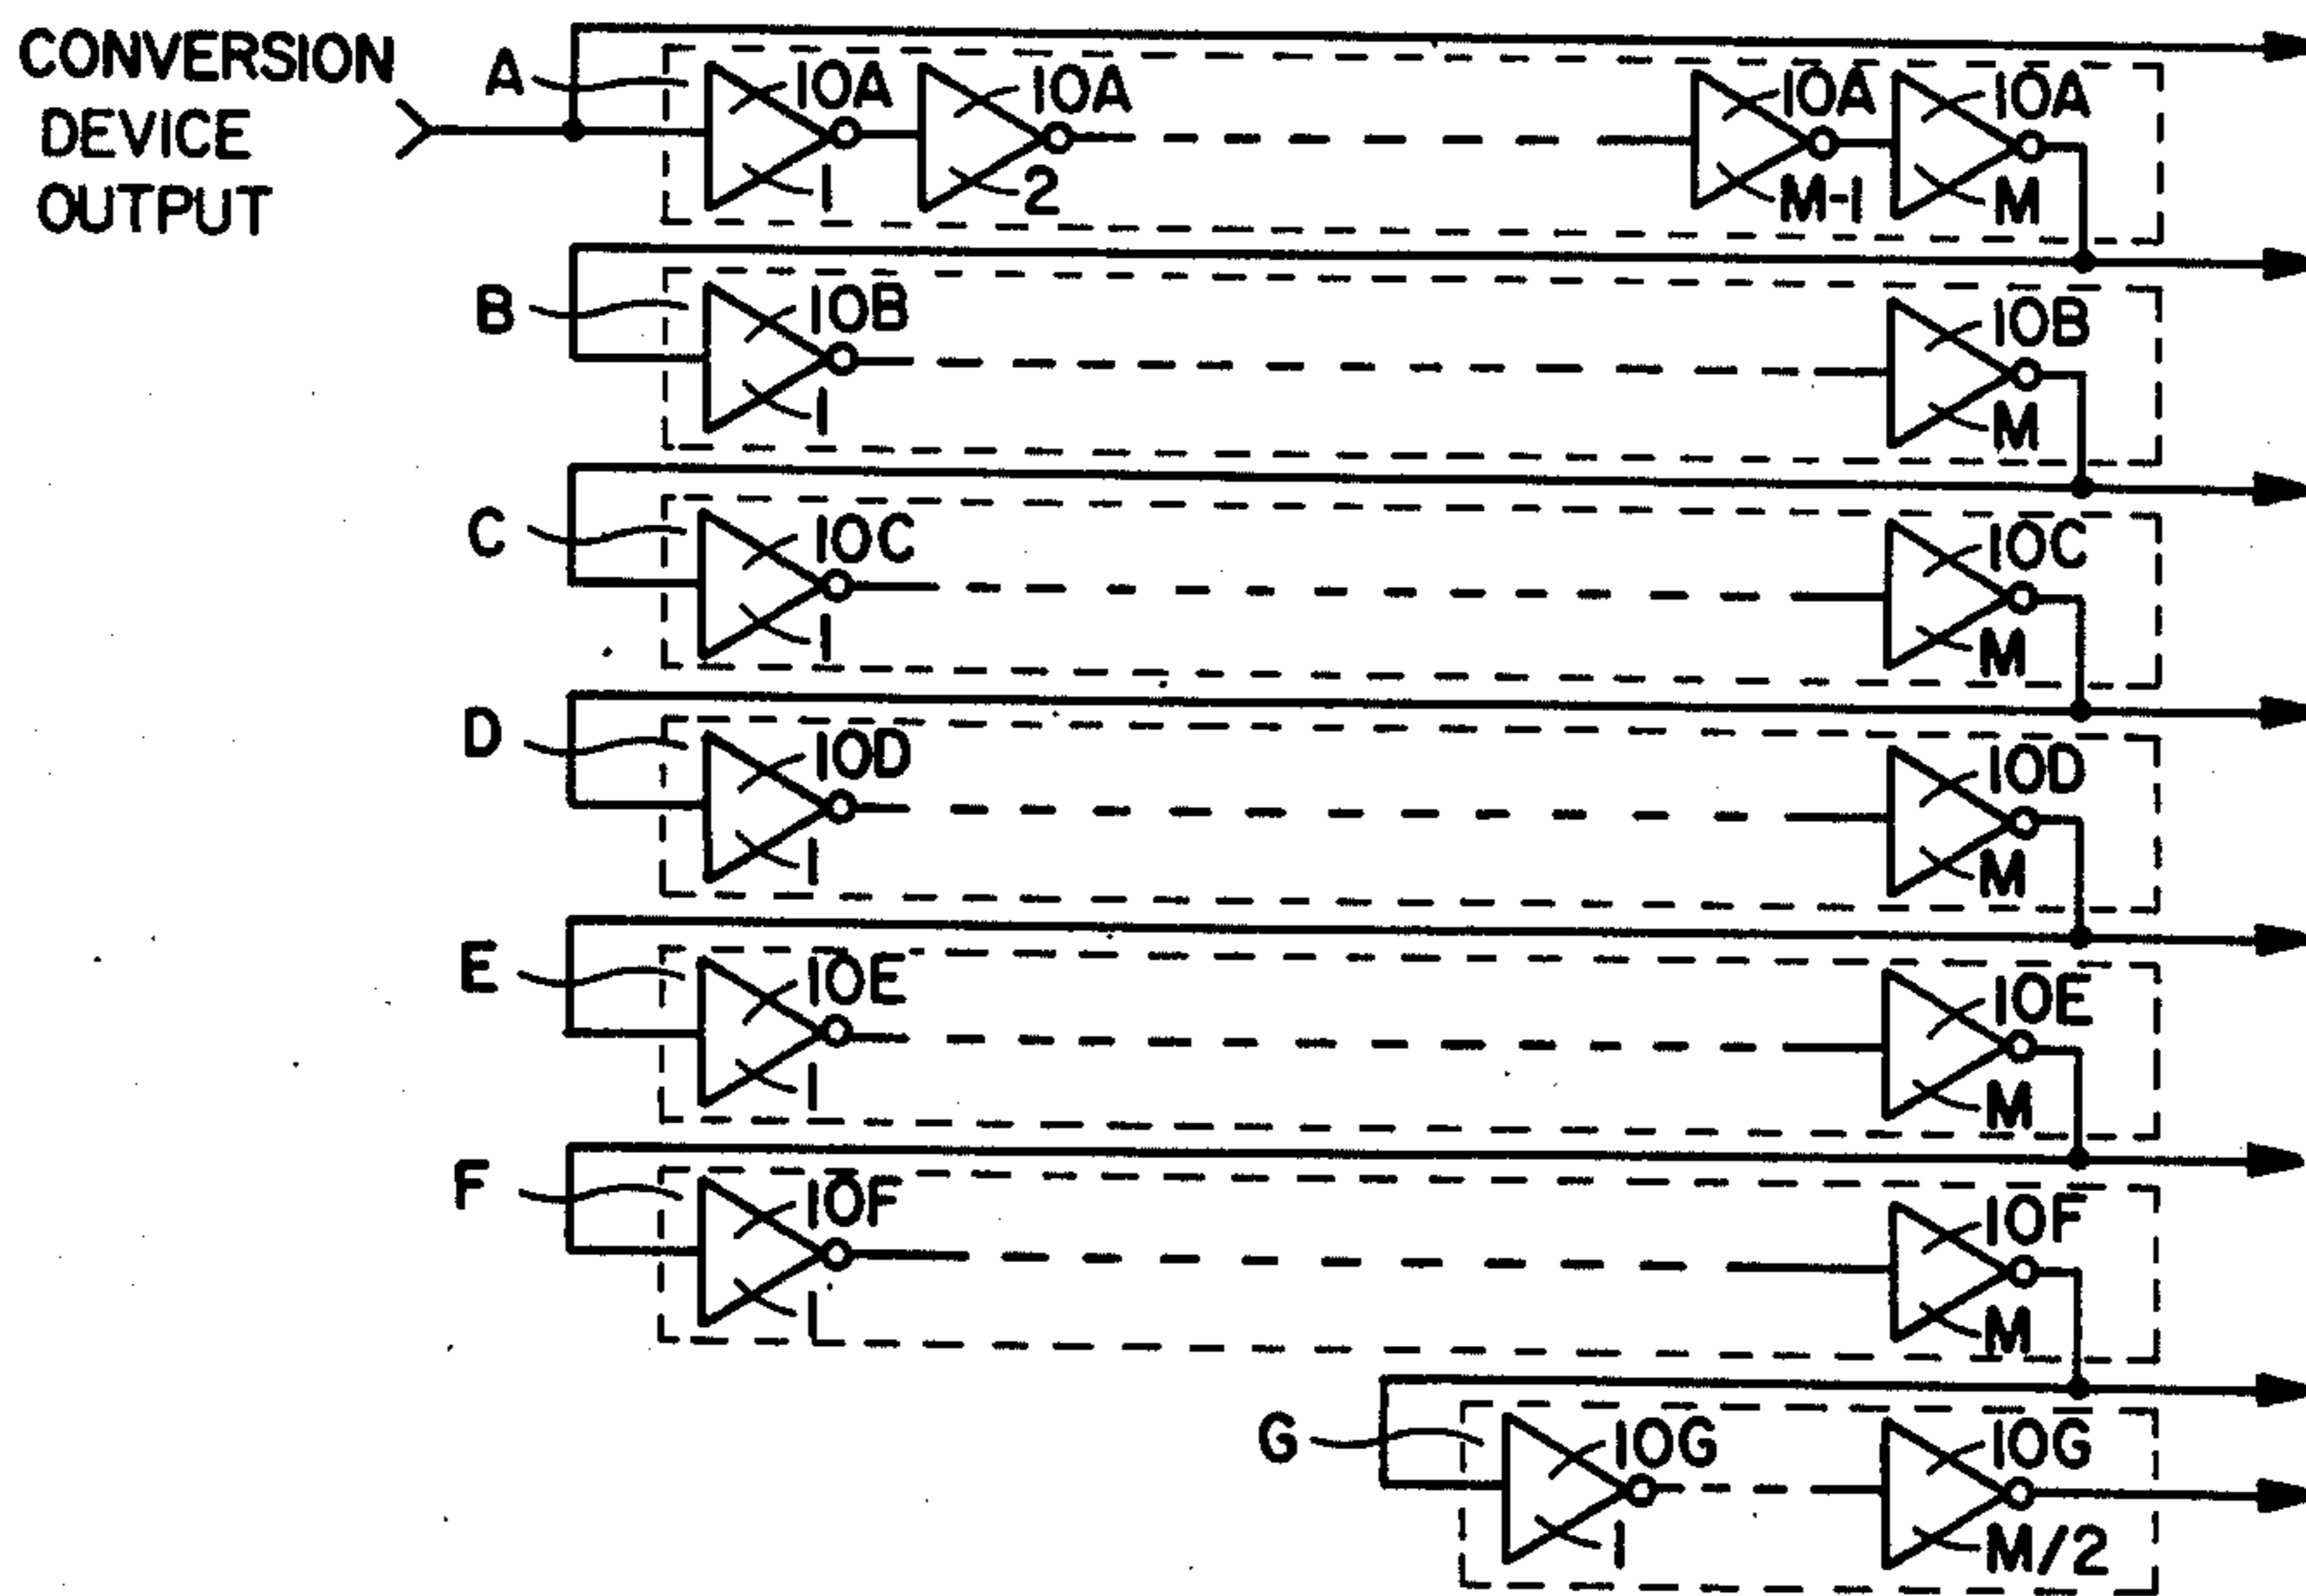 CONVERSION
DEVICE
OUTPUT
A 10A 10A 10A 10A
1 2 M-1 M
B 10B 10B
1 M
C 10C 10C
1 M
D 10D 10D
1 M
E 10E 10E
1 M
F 10F 10F
1 M
G 10G 10G
1 M/2